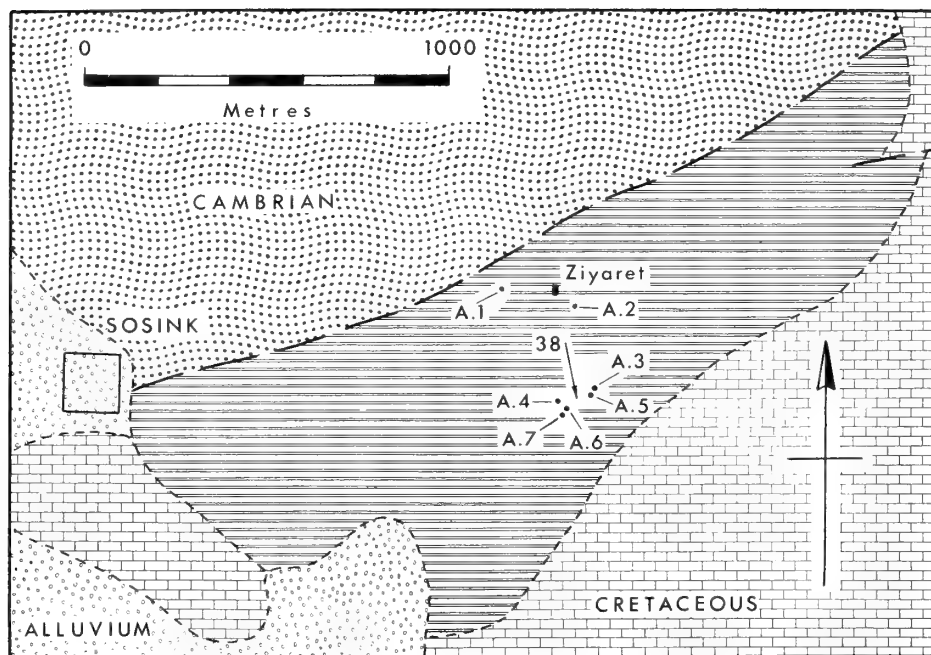 0 1000
Metres
CAMBRIAN
Ziyaret
A.1
A.2
SOSINK
38
A.3
A.4
A.5
A.7
A.6
CRETACEOUS
ALLUVIUM